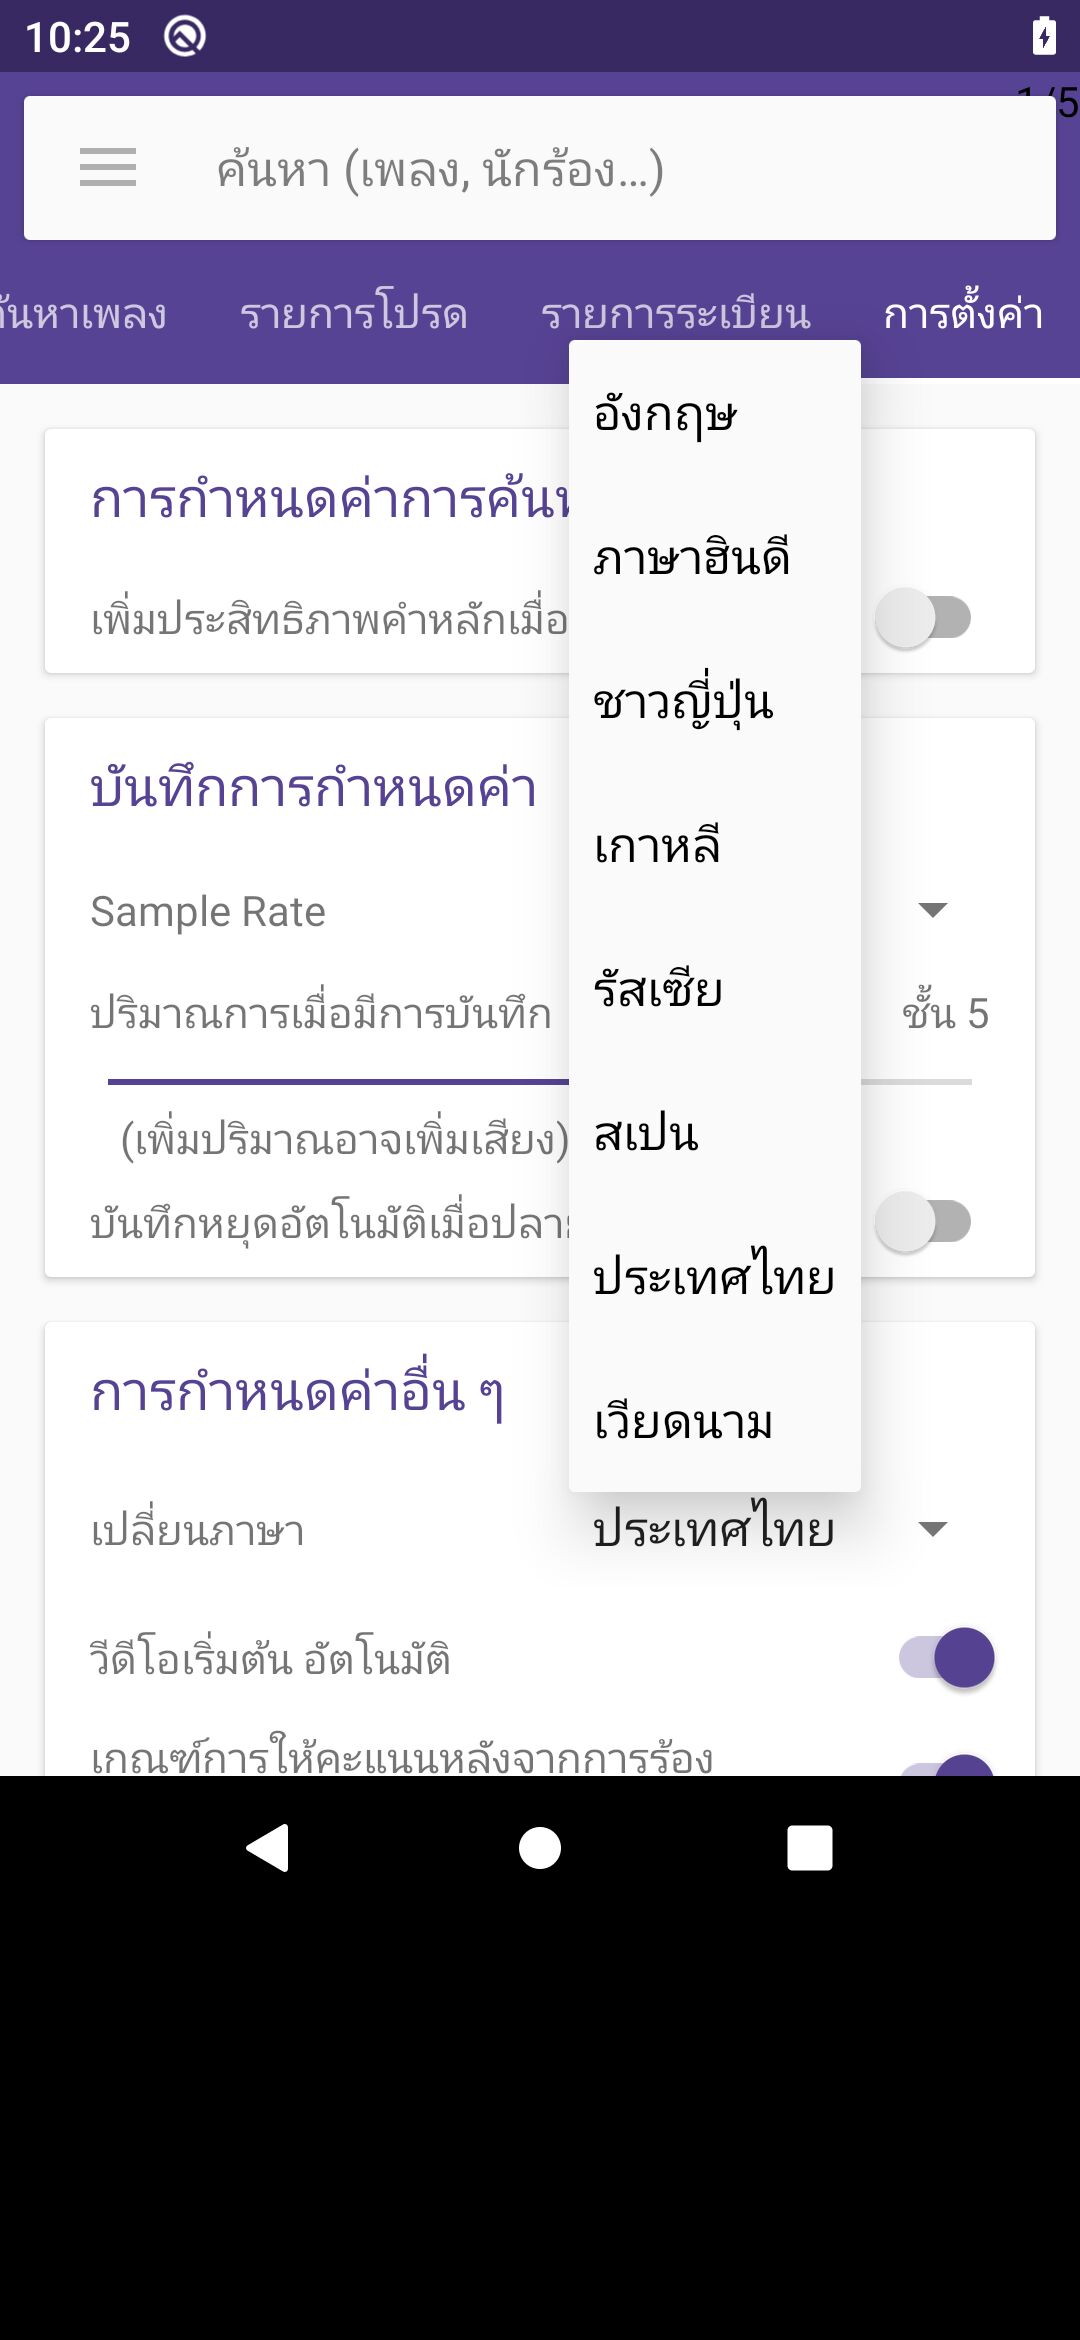 10:25
1/5
ค้นหา (เพลง, นักร้อง...)
ค้นหาเพลง
รายการโปรด
รายการระเบียน
การตั้งค่า
อังกฤษ
ภาษาฮินดี
ชาวญี่ปุ่น
เกาหลี
รัสเซีย
สเปน
ประเทศไทย
เวียดนาม
การกำหนดค่าการค้น
เพิ่มประสิทธิภาพคำหลักเมื่อ
บันทึกการกำหนดค่า
Sample Rate
ปริมาณการเมื่อมีการบันทึก
ชั้น 5
(เพิ่มปริมาณอาจเพิ่มเสียง)
บันทึกหยุดอัตโนมัติเมื่อปลาย
การกำหนดค่าอื่น ๆ
เปลี่ยนภาษา
ประเทศไทย
วีดีโอเริ่มต้น อัตโนมัติ
เกณฑ์การให้คะแนนหลังจากการร้อง